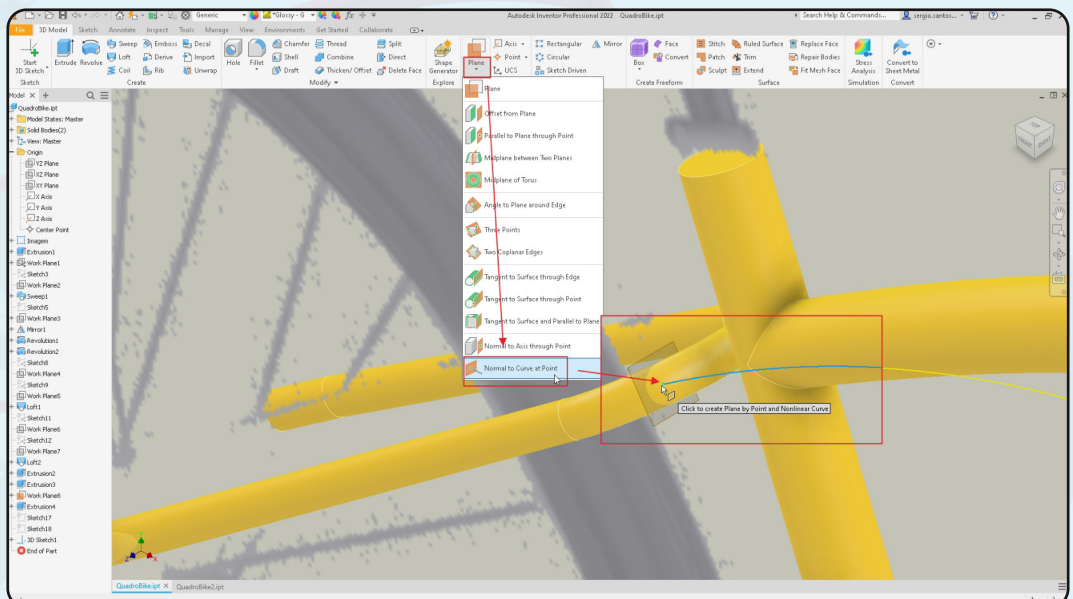 Generic
*Glossy - G
Autodesk Inventor Professional 2022 QuadroBike.ipt
Search Help & Commands...
sergio.santos...
File 3D Model Sketch Annotate Inspect Tools Manage View Environments Get Started Collaborate
Start
3D Sketch
Extrude
Revolve
Sweep
Emboss
Decal
Loft
Derive
Import
Coil
Rib
Unwrap
Hole
Fillet
Chamfer
Thread
Split
Shell
Combine
Direct
Draft
Thicken/ Offset
Delete Face
Shape
Generator
Plane
Axis
Point
UCS
Rectangular
Circular
Sketch Driven
Mirror
Box
Face
Convert
Stitch
Ruled Surface
Replace Face
Patch
Trim
Repair Bodies
Sculpt
Extend
Fit Mesh Face
Stress
Analysis
Convert to
Sheet Metal
Sketch
Create
Modify
Explore
Create Freeform
Surface
Simulation
Convert
Model
QuadroBike.ipt
Model States: Master
Solid Bodies(2)
View: Master
Origin
YZ Plane
XZ Plane
XY Plane
X Axis
Y Axis
Z Axis
Center Point
Imagem
Extrusion1
Work Plane1
Sketch3
Work Plane2
Sweep1
Sketch5
Work Plane3
Mirror1
Revolution1
Revolution2
Sketch8
Work Plane4
Sketch9
Work Plane5
Loft1
Sketch11
Work Plane6
Sketch12
Work Plane7
Loft2
Extrusion2
Extrusion3
Work Plane8
Extrusion4
Sketch17
Sketch18
3D Sketch1
End of Part
Plane
Offset from Plane
Parallel to Plane through Point
Midplane between Two Planes
Midplane of Torus
Angle to Plane around Edge
Three Points
Two Coplanar Edges
Tangent to Surface through Edge
Tangent to Surface through Point
Tangent to Surface and Parallel to Plane
Normal to Axis through Point
Normal to Curve at Point
Click to create Plane by Point and Nonlinear Curve
TOP
FRONT
RIGHT
Z
X
QuadroBike.ipt
QuadroBike2.ipt